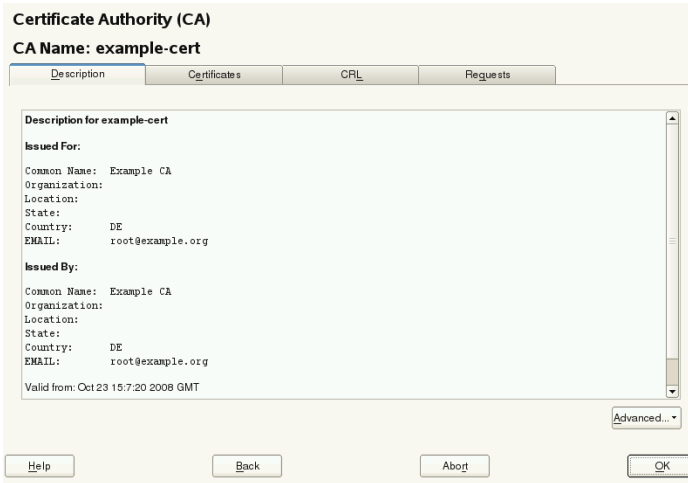 Certificate Authority (CA)
CA Name: example-cert
Description Certificates CRL Requests
Description for example-cert
Issued For:
Common Name: Example CA
Organization:
Location:
State:
Country: DE
EMAIL: root@example.org
Issued By:
Common Name: Example CA
Organization:
Location:
State:
Country: DE
EMAIL: root@example.org
Valid from: Oct 23 15:7:20 2008 GMT
Advanced...
Help Back Abort OK